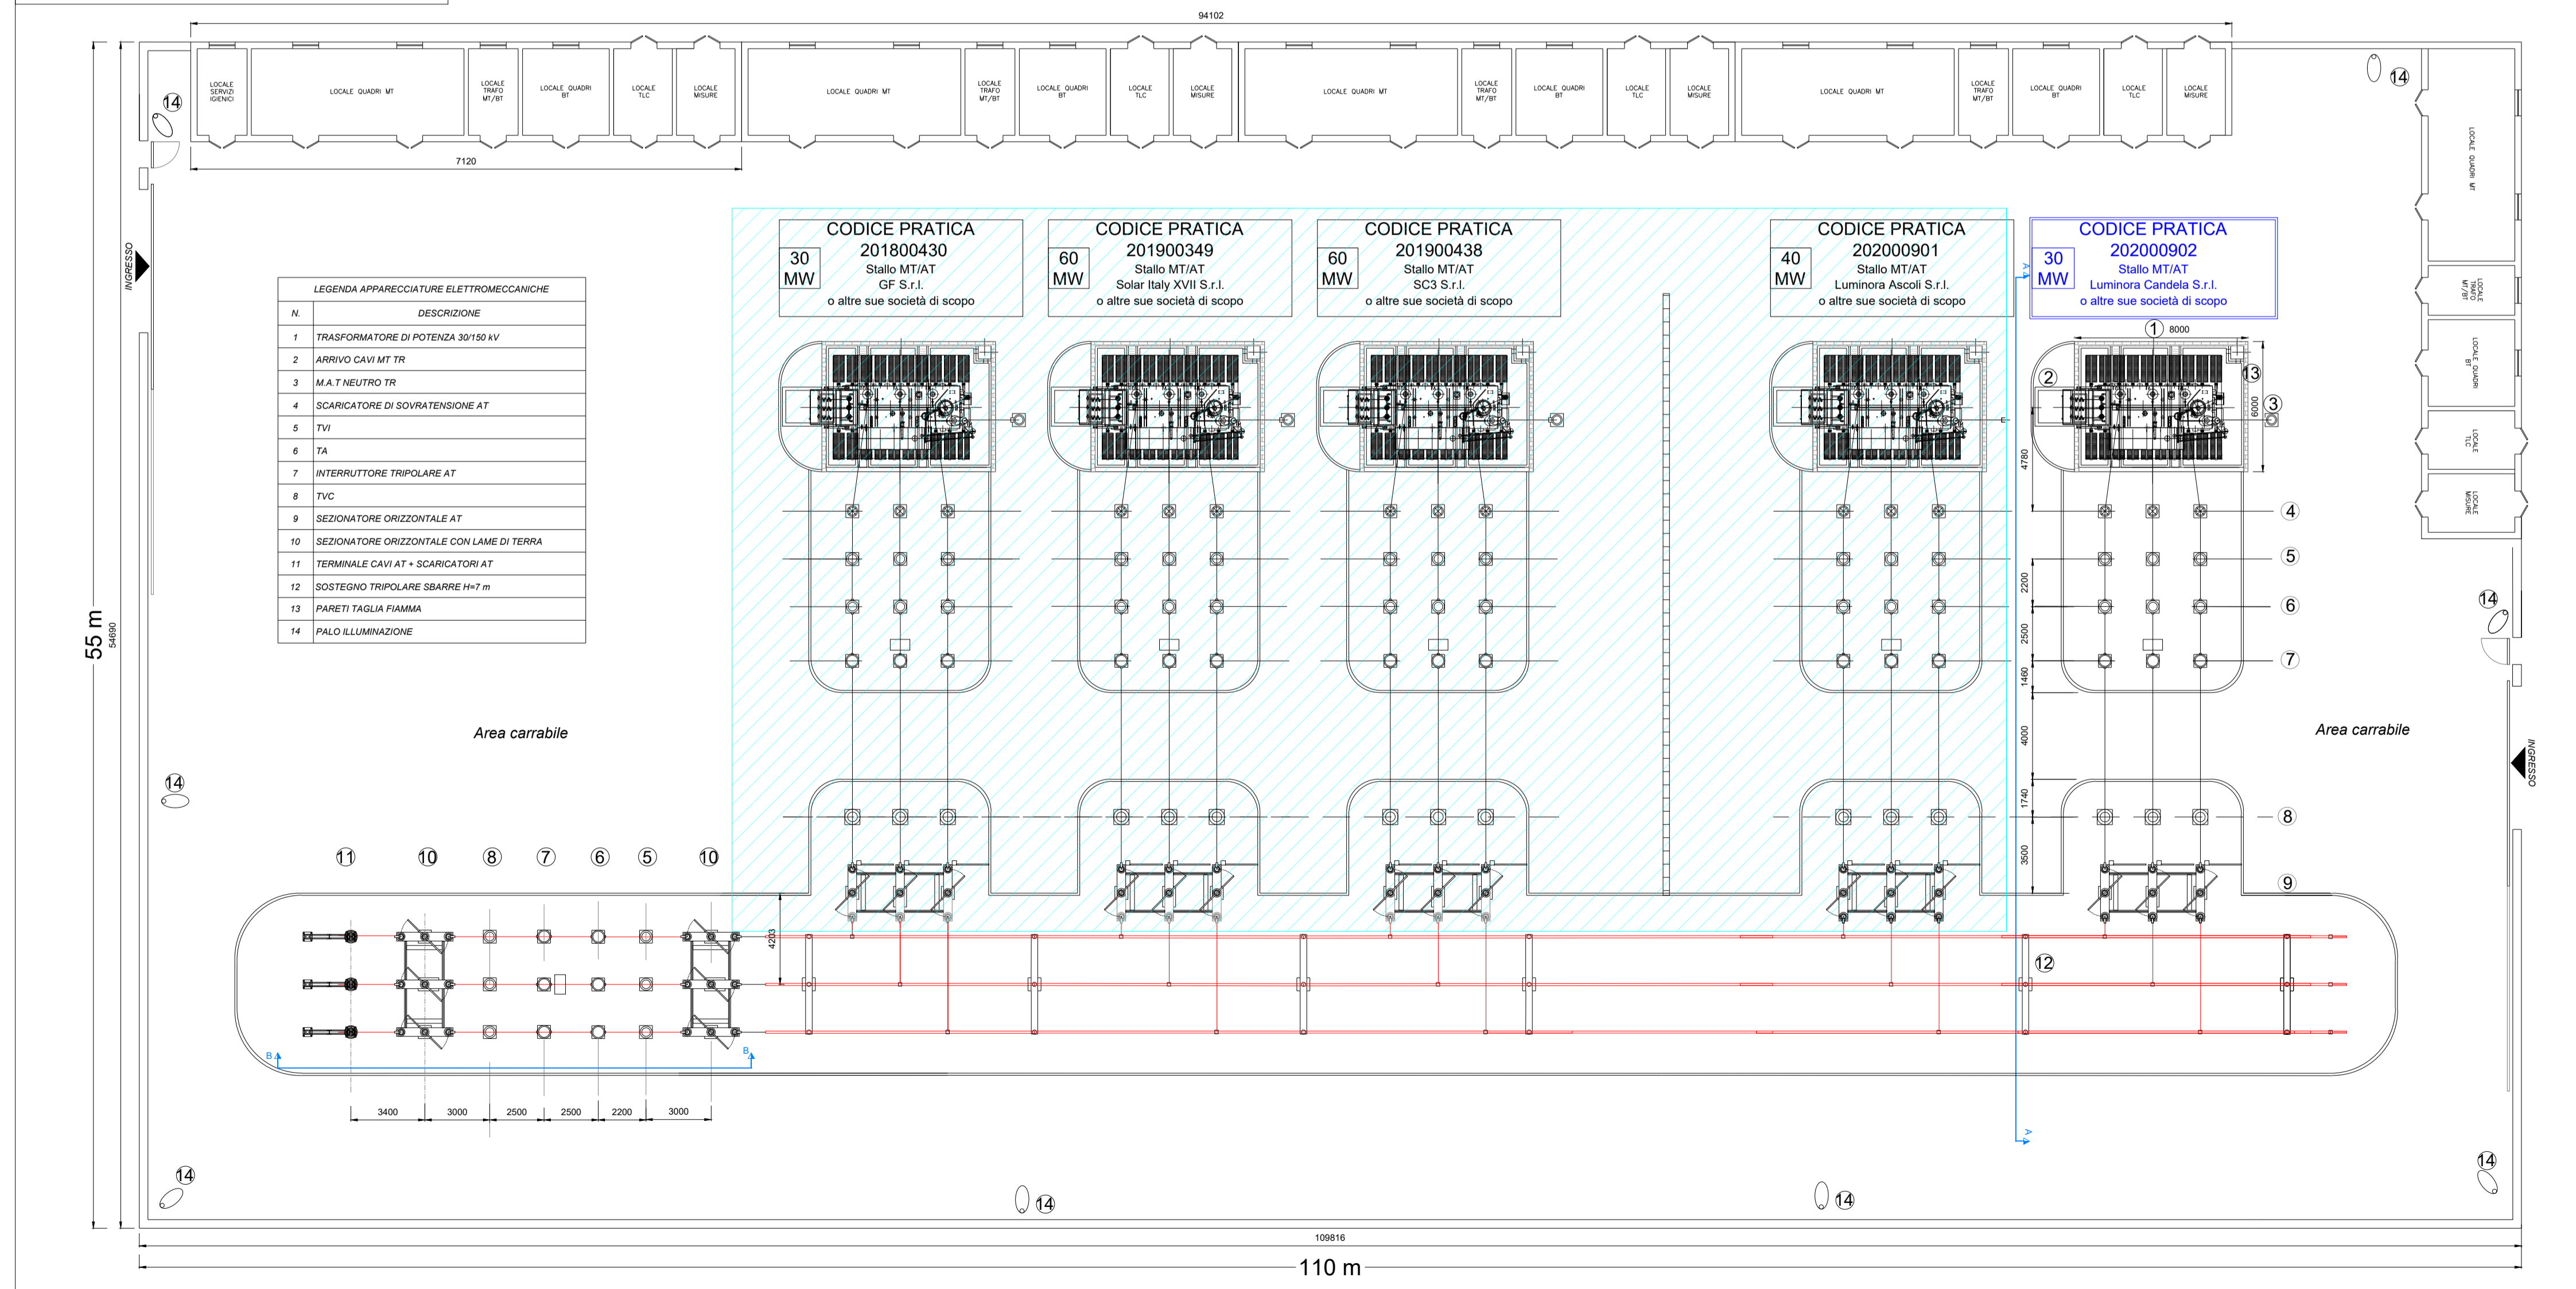 94102
LOCALE SERVIZI IGIENICI
LOCALE QUADRI MT
LOCALE TRAFO MT/BT
LOCALE QUADRI BT
LOCALE TLC
LOCALE MISURE
LOCALE QUADRI MT
LOCALE TRAFO MT/BT
LOCALE QUADRI BT
LOCALE TLC
LOCALE MISURE
LOCALE QUADRI MT
LOCALE TRAFO MT/BT
LOCALE QUADRI BT
LOCALE TLC
LOCALE MISURE
LOCALE QUADRI MT
LOCALE TRAFO MT/BT
LOCALE QUADRI BT
LOCALE TLC
LOCALE MISURE
14
14
7120
INGRESSO
LOCALE QUADRI MT
LOCALE TRAFO MT/BT
LOCALE QUADRI BT
LOCALE TLC
LOCALE MISURE
CODICE PRATICA
201800430
30 MW
Stallo MT/AT
GF S.r.l.
o altre sue società di scopo
CODICE PRATICA
201900349
60 MW
Stallo MT/AT
Solar Italy XVII S.r.l.
o altre sue società di scopo
CODICE PRATICA
201900438
60 MW
Stallo MT/AT
SC3 S.r.l.
o altre sue società di scopo
CODICE PRATICA
202000901
40 MW
Stallo MT/AT
Luminora Ascoli S.r.l.
o altre sue società di scopo
CODICE PRATICA
202000902
30 MW
Stallo MT/AT
Luminora Candela S.r.l.
o altre sue società di scopo
A
LEGENDA APPARECCIATURE ELETTROMECCANICHE
N. DESCRIZIONE
1 TRASFORMATORE DI POTENZA 30/150 kV
2 ARRIVO CAVI MT TR
3 M.A.T NEUTRO TR
4 SCARICATORE DI SOVRATENSIONE AT
5 TVI
6 TA
7 INTERRUTTORE TRIPOLARE AT
8 TVC
9 SEZIONATORE ORIZZONTALE AT
10 SEZIONATORE ORIZZONTALE CON LAME DI TERRA
11 TERMINALE CAVI AT + SCARICATORI AT
12 SOSTEGNO TRIPOLARE SBARRE H=7 m
13 PARETI TAGLIA FIAMMA
14 PALO ILLUMINAZIONE
1
8000
2
13
3
6000
4780
4
5
2200
6
2500
7
1460
4000
1740
8
3500
9
14
55 m
54690
Area carrabile
Area carrabile
INGRESSO
14
11
10
8
7
6
5
10
4203
12
B
B
A
3400
3000
2500
2500
2200
3000
14
14
14
14
109816
110 m